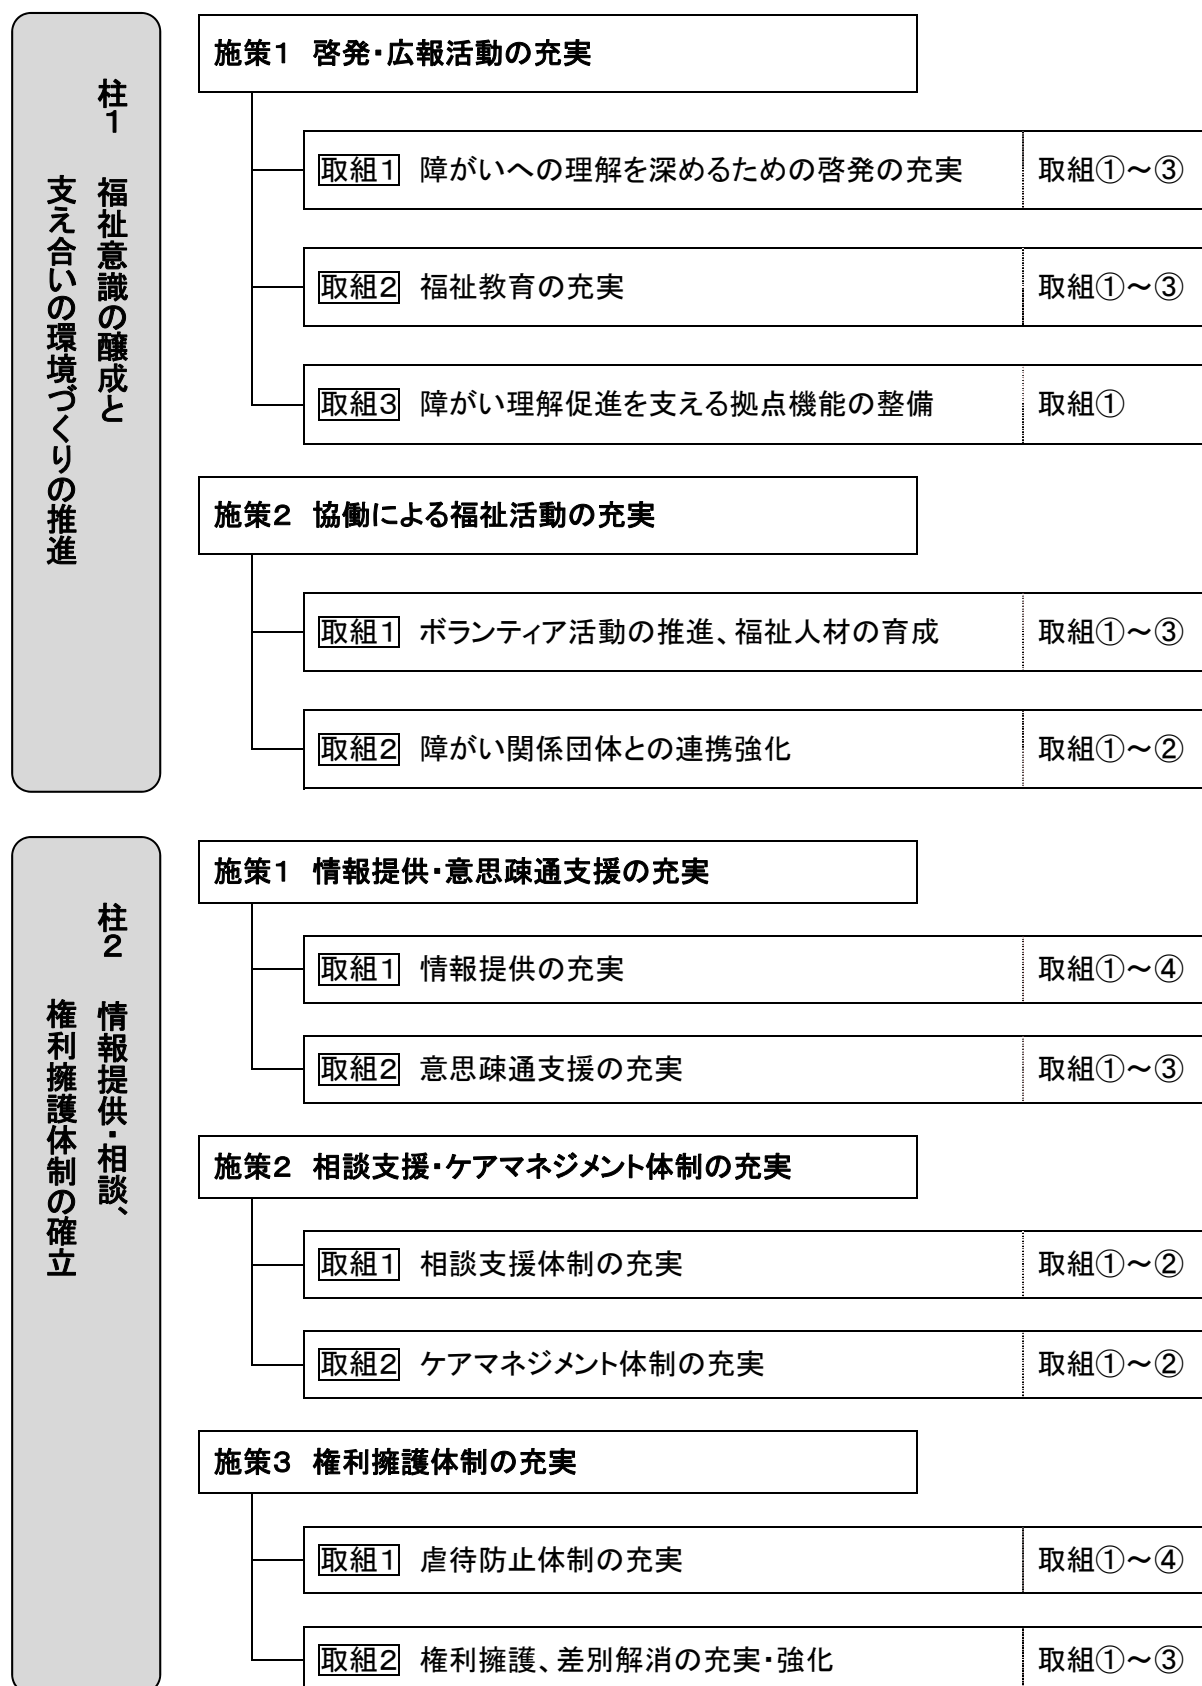 柱１　福祉意識の醸成と
支え合いの環境づくりの推進
施策１　啓発・広報活動の充実
取組１　障がいへの理解を深めるための啓発の充実　取組①～③
取組２　福祉教育の充実　取組①～③
取組３　障がい理解促進を支える拠点機能の整備　取組①
施策２　協働による福祉活動の充実
取組１　ボランティア活動の推進、福祉人材の育成　取組①～③
取組２　障がい関係団体との連携強化　取組①～②
柱２　情報提供・相談、
権利擁護体制の確立
施策１　情報提供・意思疎通支援の充実
取組１　情報提供の充実　取組①～④
取組２　意思疎通支援の充実　取組①～③
施策２　相談支援・ケアマネジメント体制の充実
取組１　相談支援体制の充実　取組①～②
取組２　ケアマネジメント体制の充実　取組①～②
施策３　権利擁護体制の充実
取組１　虐待防止体制の充実　取組①～④
取組２　権利擁護、差別解消の充実・強化　取組①～③